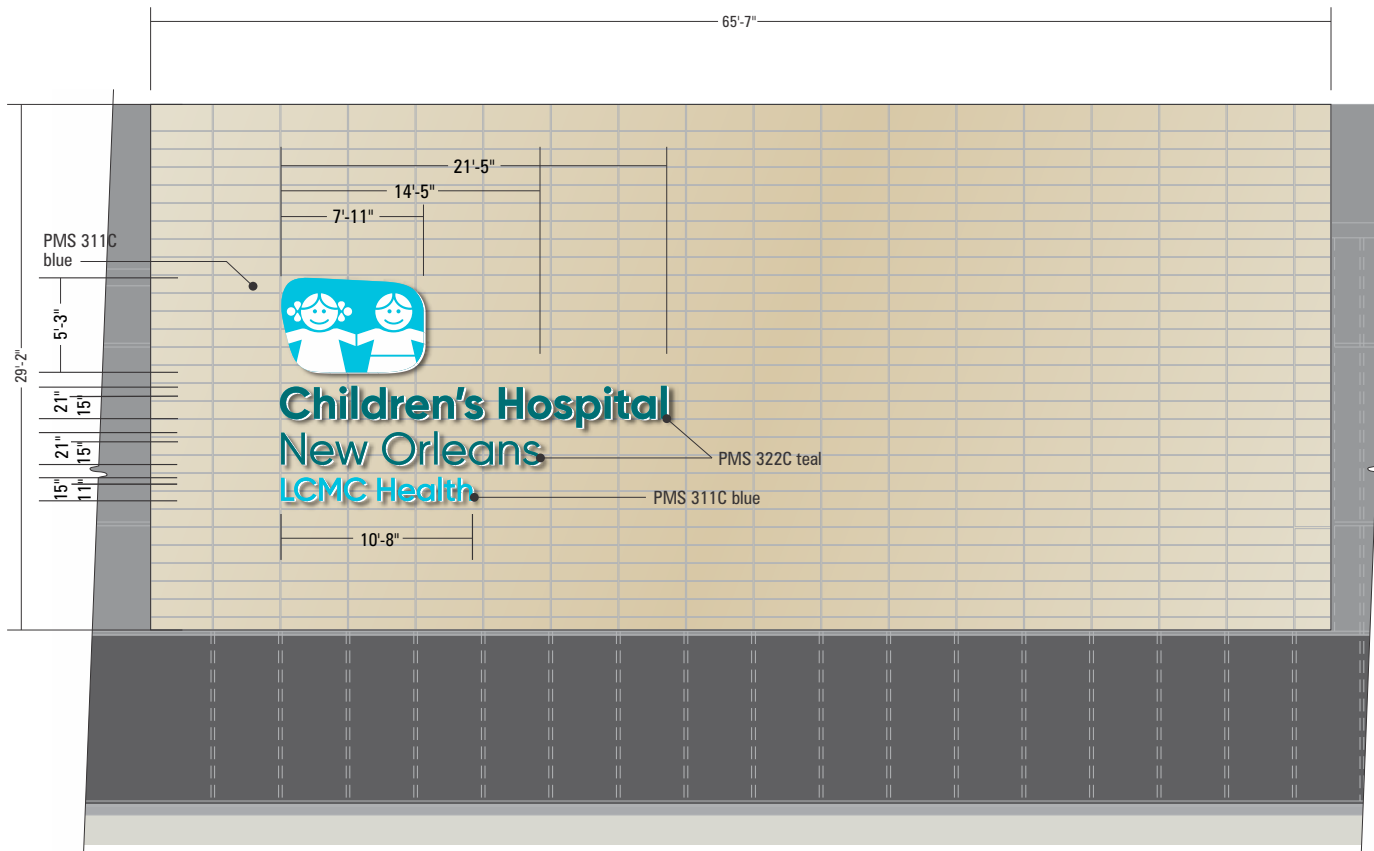 65'-7"
21'-5"
14'-5"
7'-11"
PMS 311C
blue
5'-3"
29'-2"
21"
15"
Children's Hospital
21"
15"
New Orleans
PMS 322C teal
15"
11"
LCMC Health
PMS 311C blue
10'-8"